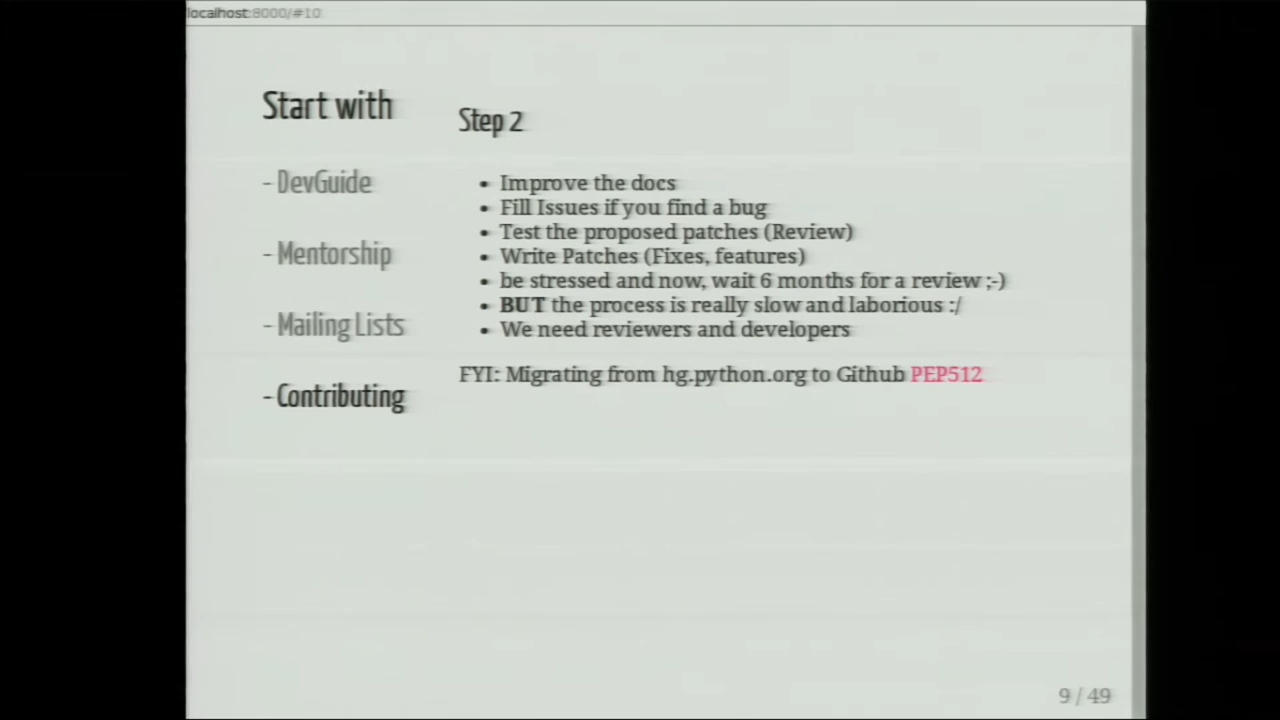 localhost:8000/#10
Start with
- DevGuide
- Mentorship
- Mailing Lists
- Contributing
Step 2
• Improve the docs
• Fill Issues if you find a bug
• Test the proposed patches (Review)
• Write Patches (Fixes, features)
• be stressed and now, wait 6 months for a review ;-)
• BUT the process is really slow and laborious :/
• We need reviewers and developers
FYI: Migrating from hg.python.org to Github PEP512
9 / 49